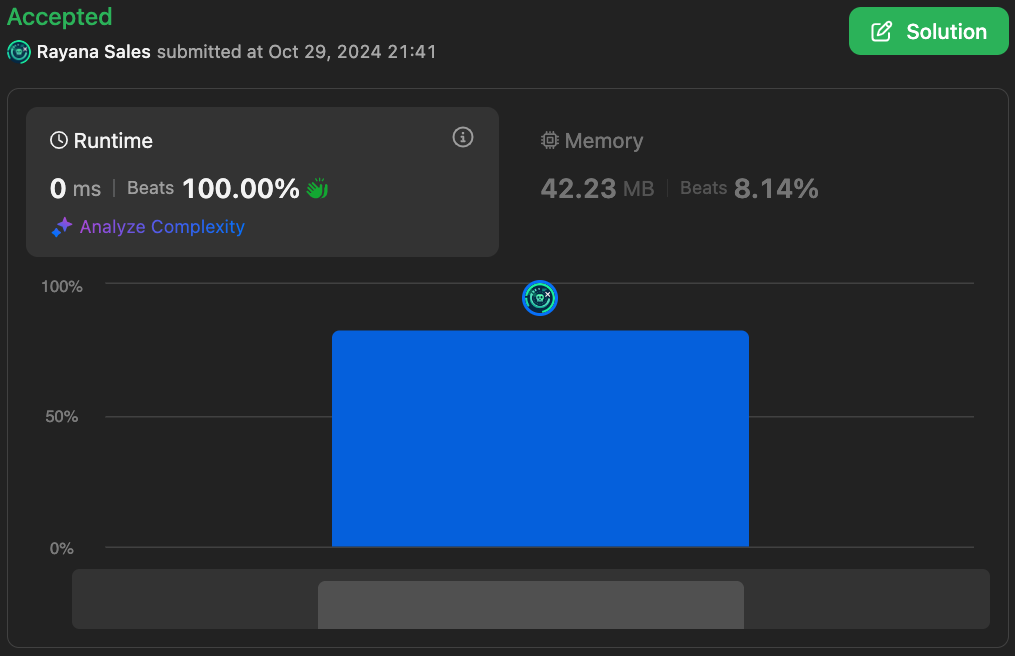 Accepted
Rayana Sales submitted at Oct 29, 2024 21:41
Solution
Runtime
0 ms | Beats 100.00%
Analyze Complexity
Memory
42.23 MB | Beats 8.14%
100%
50%
0%